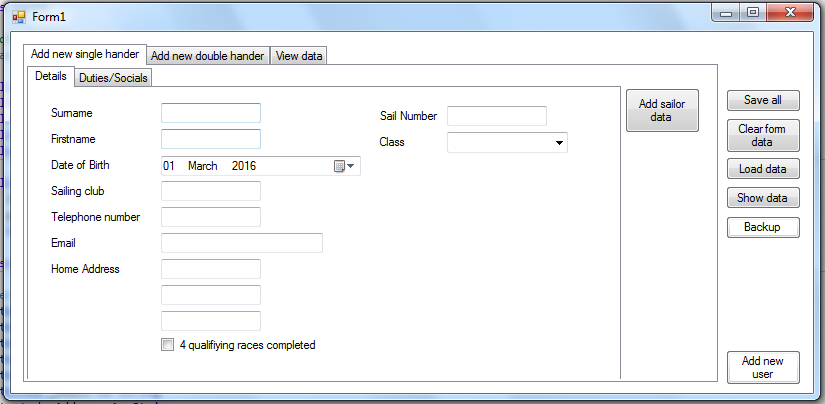 Form1
Add new single hander
Add new double hander
View data
Details
Duties/Socials
Surname
Firstname
Date of Birth
01 March 2016
Sailing club
Telephone number
Email
Home Address
4 qualifiying races completed
Sail Number
Class
Add sailor
data
Save all
Clear form
data
Load data
Show data
Backup
Add new
user